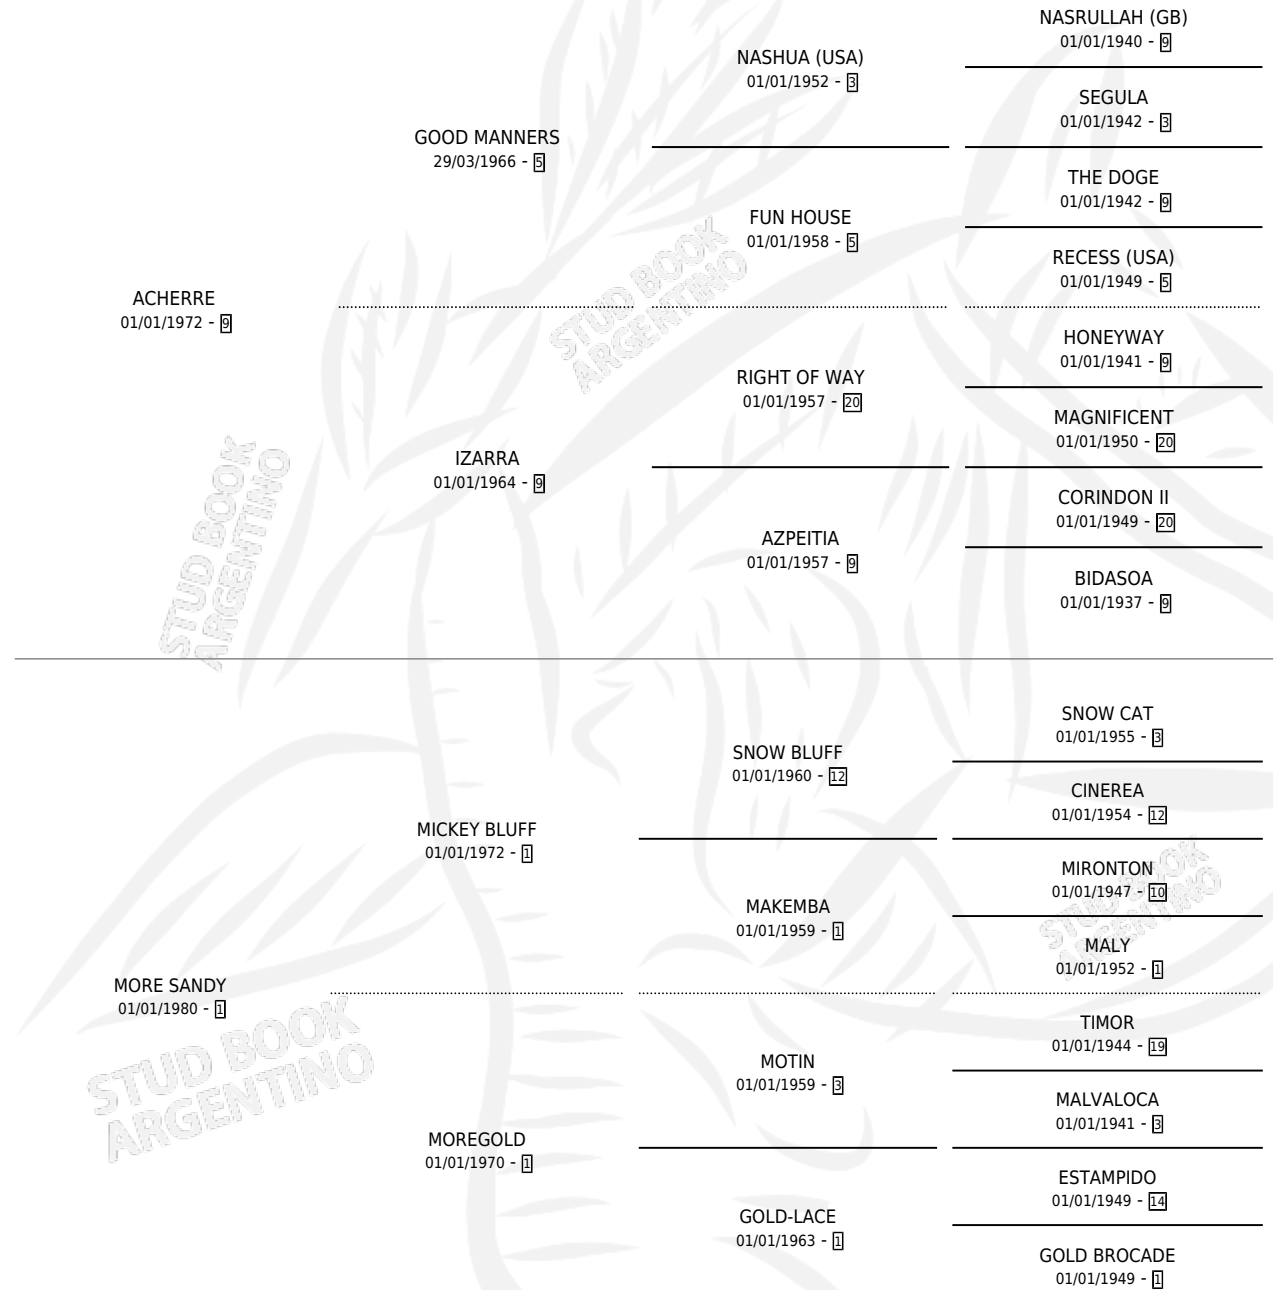 NASRULLAH (GB)
01/01/1940 - 9
NASHUA (USA)
01/01/1952 - 3
SEGULA
01/01/1942 - 3
GOOD MANNERS
29/03/1966 - 5
THE DOGE
01/01/1942 - 9
FUN HOUSE
01/01/1958 - 5
RECESS (USA)
01/01/1949 - 5
ACHERRE
01/01/1972 - 9
HONEYWAY
01/01/1941 - 9
RIGHT OF WAY
01/01/1957 - 20
MAGNIFICENT
01/01/1950 - 20
IZARRA
01/01/1964 - 9
CORINDON II
01/01/1949 - 20
AZPEITIA
01/01/1957 - 9
BIDASOA
01/01/1937 - 9
STUD BOOK
ARGENTINO
STUD BOOK
ARGENTINO
SNOW CAT
01/01/1955 - 3
SNOW BLUFF
01/01/1960 - 12
CINEREA
01/01/1954 - 12
MICKEY BLUFF
01/01/1972 - 1
MIRONTON
01/01/1947 - 10
MAKEMBA
01/01/1959 - 1
MALY
01/01/1952 - 1
MORE SANDY
01/01/1980 - 1
TIMOR
01/01/1944 - 19
MOTIN
01/01/1959 - 3
MALVALOCA
01/01/1941 - 3
MOREGOLD
01/01/1970 - 1
ESTAMPIDO
01/01/1949 - 14
GOLD-LACE
01/01/1963 - 1
GOLD BROCADE
01/01/1949 - 1
STUD BOOK
ARGENTINO
STUD BOOK
ARGENTINO